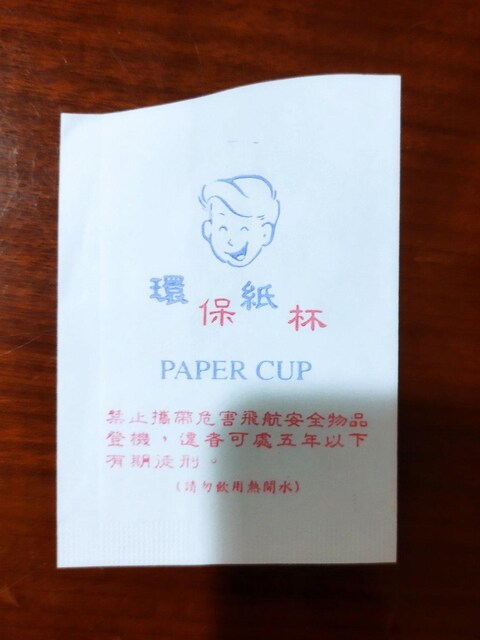 環保紙杯
PAPER CUP
禁止攜帶危害飛航安全物品
登機，違者可處五年以下
有期徒刑。
(請勿飲用熱開水)